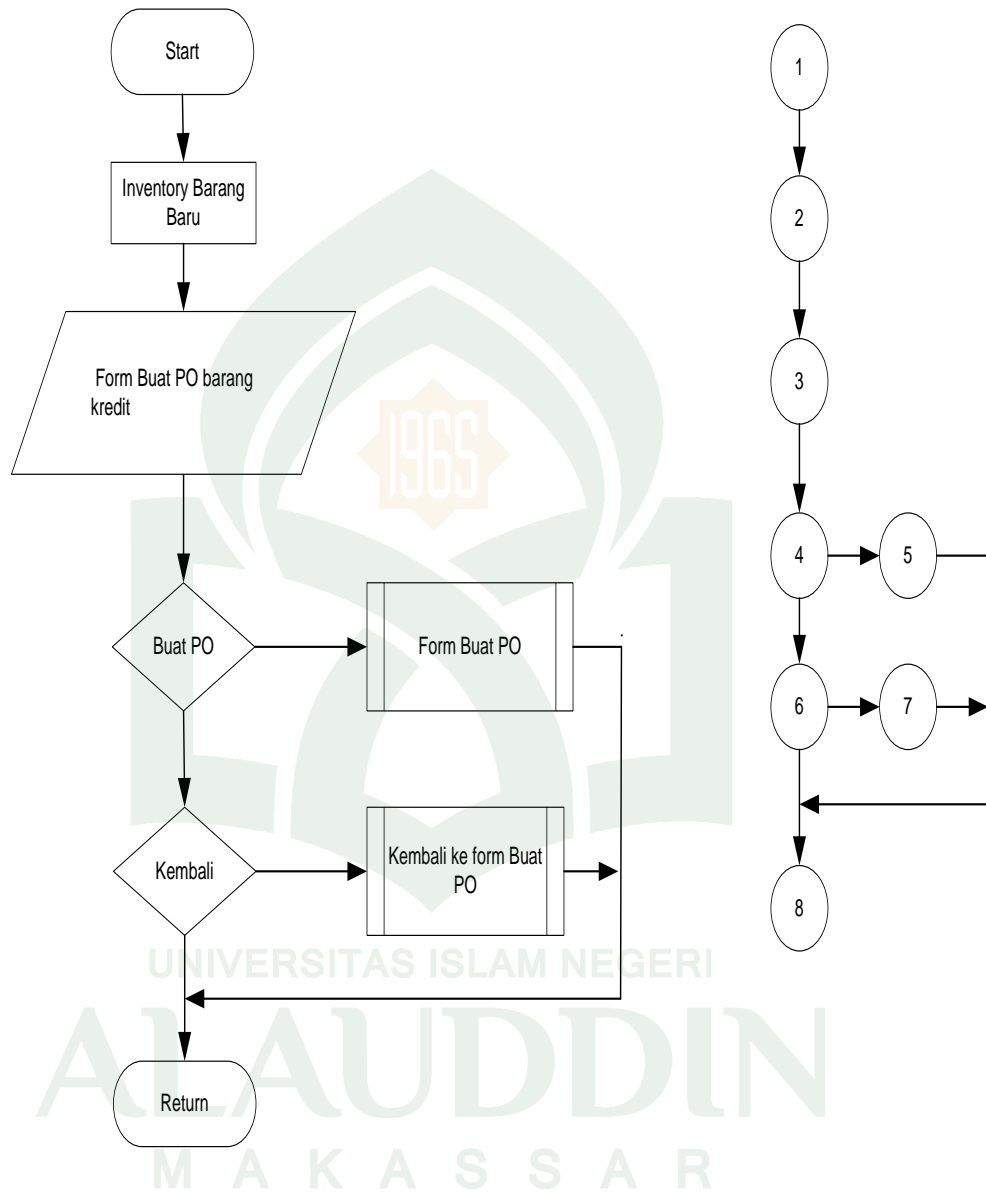 Start
Inventory Barang
Baru
Form Buat PO barang
kredit
Buat PO
Form Buat PO
Kembali
Kembali ke form Buat
PO
Return
1
2
3
4
5
6
7
8
1965
UNIVERSITAS ISLAM NEGERI
ALAUDDIN
MAKASSAR